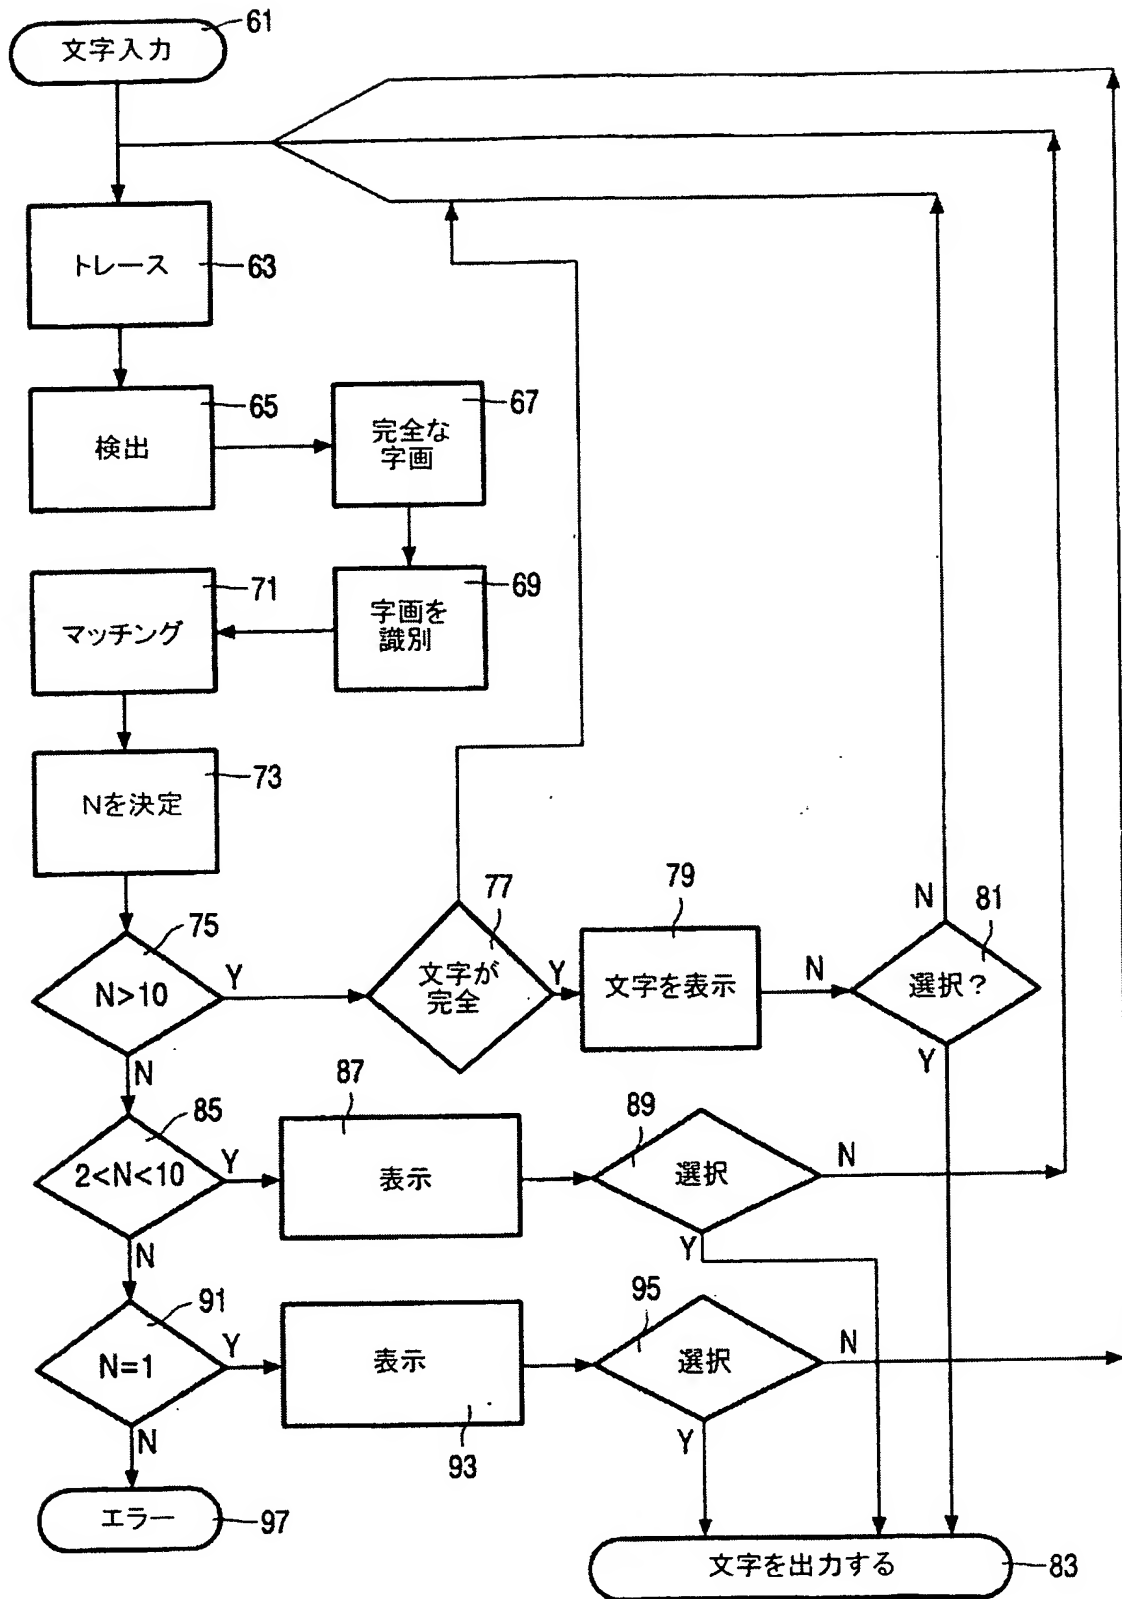 文字入力
61
トレース
63
検出
65
完全な
字画
67
マッチング
71
字画を
識別
69
Nを決定
73
N>10
75
Y
N
文字が
完全
77
Y
文字を表示
79
N
選択?
81
N
Y
2<N<10
85
Y
N
表示
87
選択
89
N
Y
N=1
91
Y
N
表示
93
選択
95
N
Y
エラー
97
文字を出力する
83